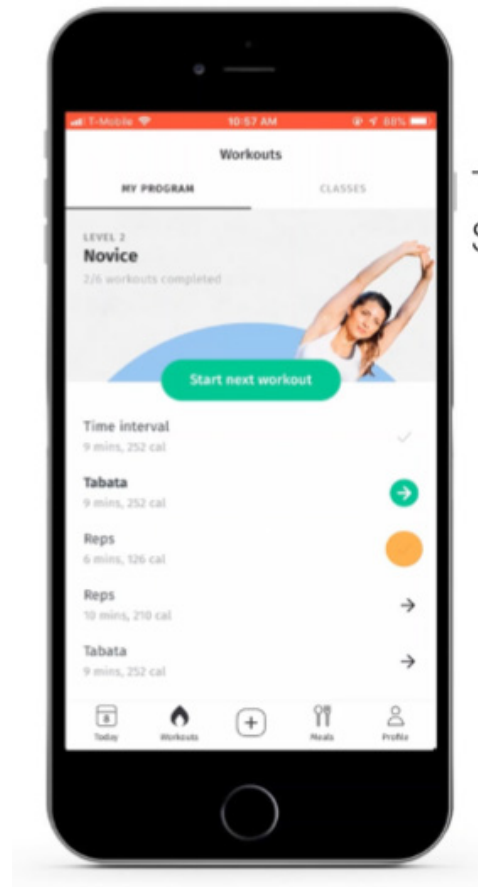 T-Mobile 10:57 AM 88%
Workouts
MY PROGRAM CLASSES
LEVEL 2
Novice
2/6 workouts completed
Start next workout
Time interval
9 mins, 252 cal
Tabata
9 mins, 252 cal
Reps
6 mins, 126 cal
Reps
10 mins, 210 cal
Tabata
9 mins, 252 cal
8
Today Workouts Meals Profile